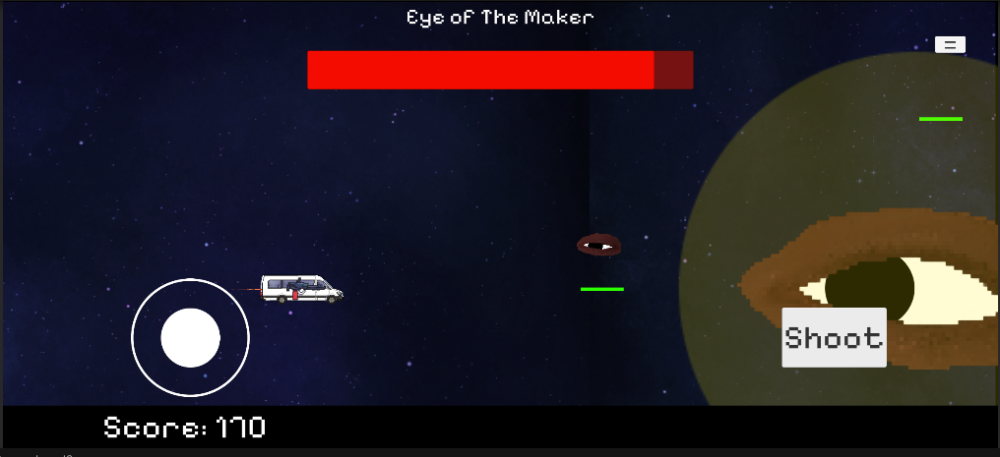 Eye of The Maker
=
Shoot
Score: 170